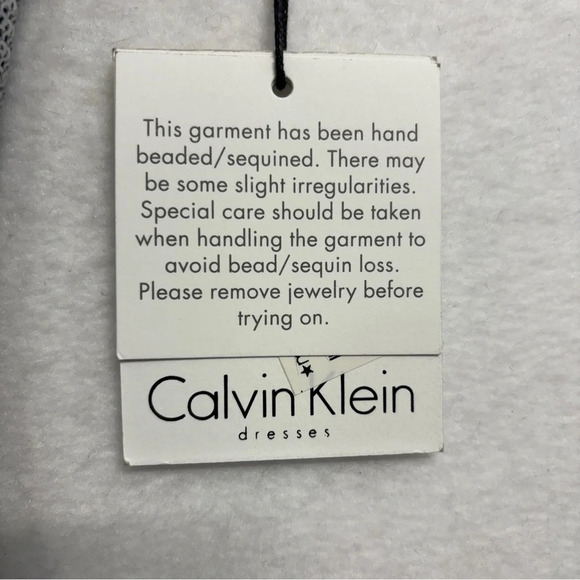 This garment has been hand
beaded/sequined. There may
be some slight irregularities.
Special care should be taken
when handling the garment to
avoid bead/sequin loss.
Please remove jewelry before
trying on.
Calvin Klein
dresses